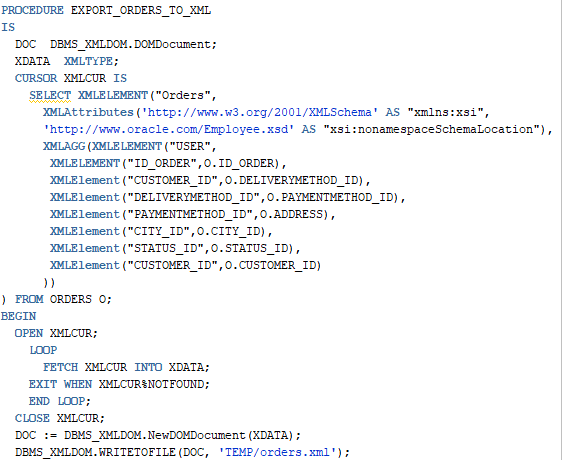 PROCEDURE EXPORT_ORDERS_TO_XML
IS
DOC DBMS_XMLDOM.DOMDocument;
XDATA XMLTYPE;
CURSOR XMLCUR IS
SELECT XMLELEMENT("Orders",
XMLAttributes('http://www.w3.org/2001/XMLSchema' AS "xmlns:xsi",
'http://www.oracle.com/Employee.xsd' AS "xsi:nonamespaceSchemaLocation"),
XMLAGG(XMLELEMENT("USER",
XMLELEMENT("ID_ORDER",O.ID_ORDER),
XMLElement("CUSTOMER_ID",O.DELIVERYMETHOD_ID),
XMLElement("DELIVERYMETHOD_ID",O.PAYMENTMETHOD_ID),
XMLElement("PAYMENTMETHOD_ID",O.ADDRESS),
XMLElement("CITY_ID",O.CITY_ID),
XMLElement("STATUS_ID",O.STATUS_ID),
XMLElement("CUSTOMER_ID",O.CUSTOMER_ID)
))
) FROM ORDERS O;
BEGIN
OPEN XMLCUR;
LOOP
FETCH XMLCUR INTO XDATA;
EXIT WHEN XMLCUR%NOTFOUND;
END LOOP;
CLOSE XMLCUR;
DOC := DBMS_XMLDOM.NewDOMDocument(XDATA);
DBMS_XMLDOM.WRITETOFILE(DOC, 'TEMP/orders.xml');